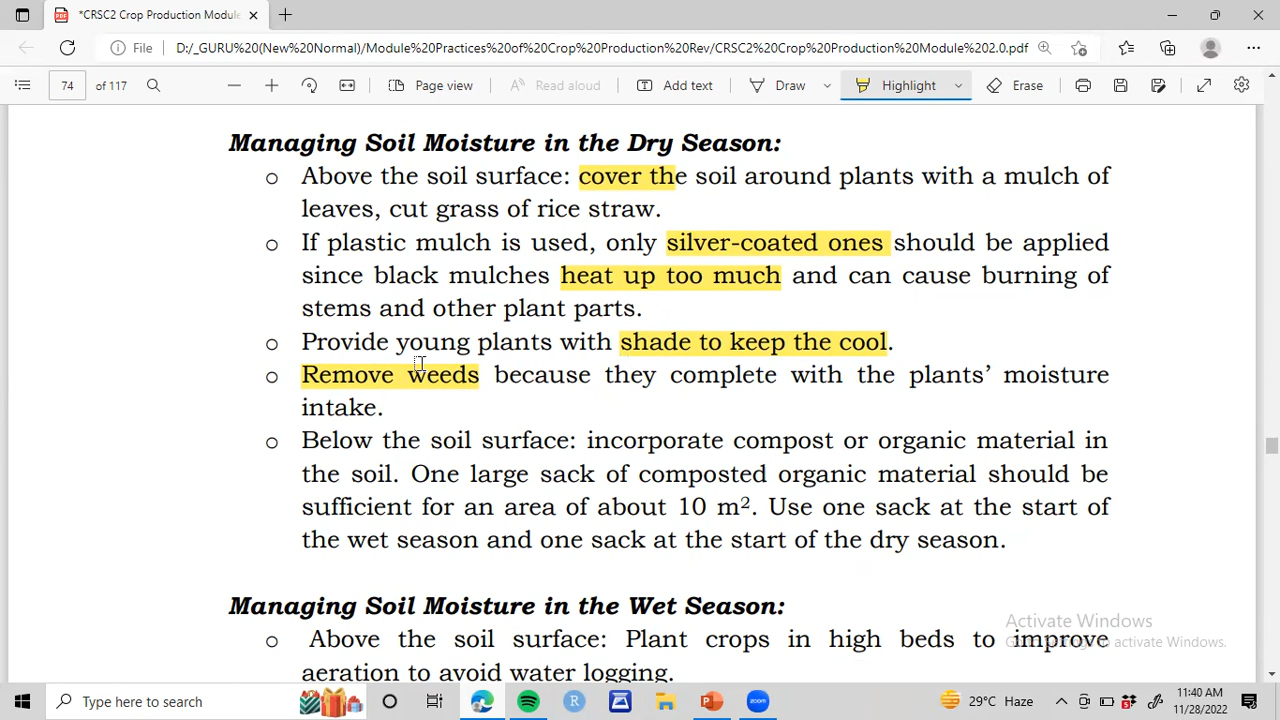 *CRSC2 Crop Production Module
File
D:/_GURU%20(New%20Normal)/Module%20Practices%20of%20Crop%20Production%20Rev/CRSC2%20Crop%20Production%20Module%202.0.pdf
74 of 117
Page view
Read aloud
Add text
Draw
Highlight
Erase
Managing Soil Moisture in the Dry Season:
o Above the soil surface: cover the soil around plants with a mulch of
leaves, cut grass of rice straw.
o If plastic mulch is used, only silver-coated ones should be applied
since black mulches heat up too much and can cause burning of
stems and other plant parts.
o Provide young plants with shade to keep the cool.
o Remove weeds because they complete with the plants’ moisture
intake.
o Below the soil surface: incorporate compost or organic material in
the soil. One large sack of composted organic material should be
sufficient for an area of about 10 m². Use one sack at the start of
the wet season and one sack at the start of the dry season.
Managing Soil Moisture in the Wet Season:
o Above the soil surface: Plant crops in high beds to improve
aeration to avoid water logging.
Activate Windows
activate Windows.
Type here to search
R
zoom
29°C Haze
11:40 AM
11/28/2022